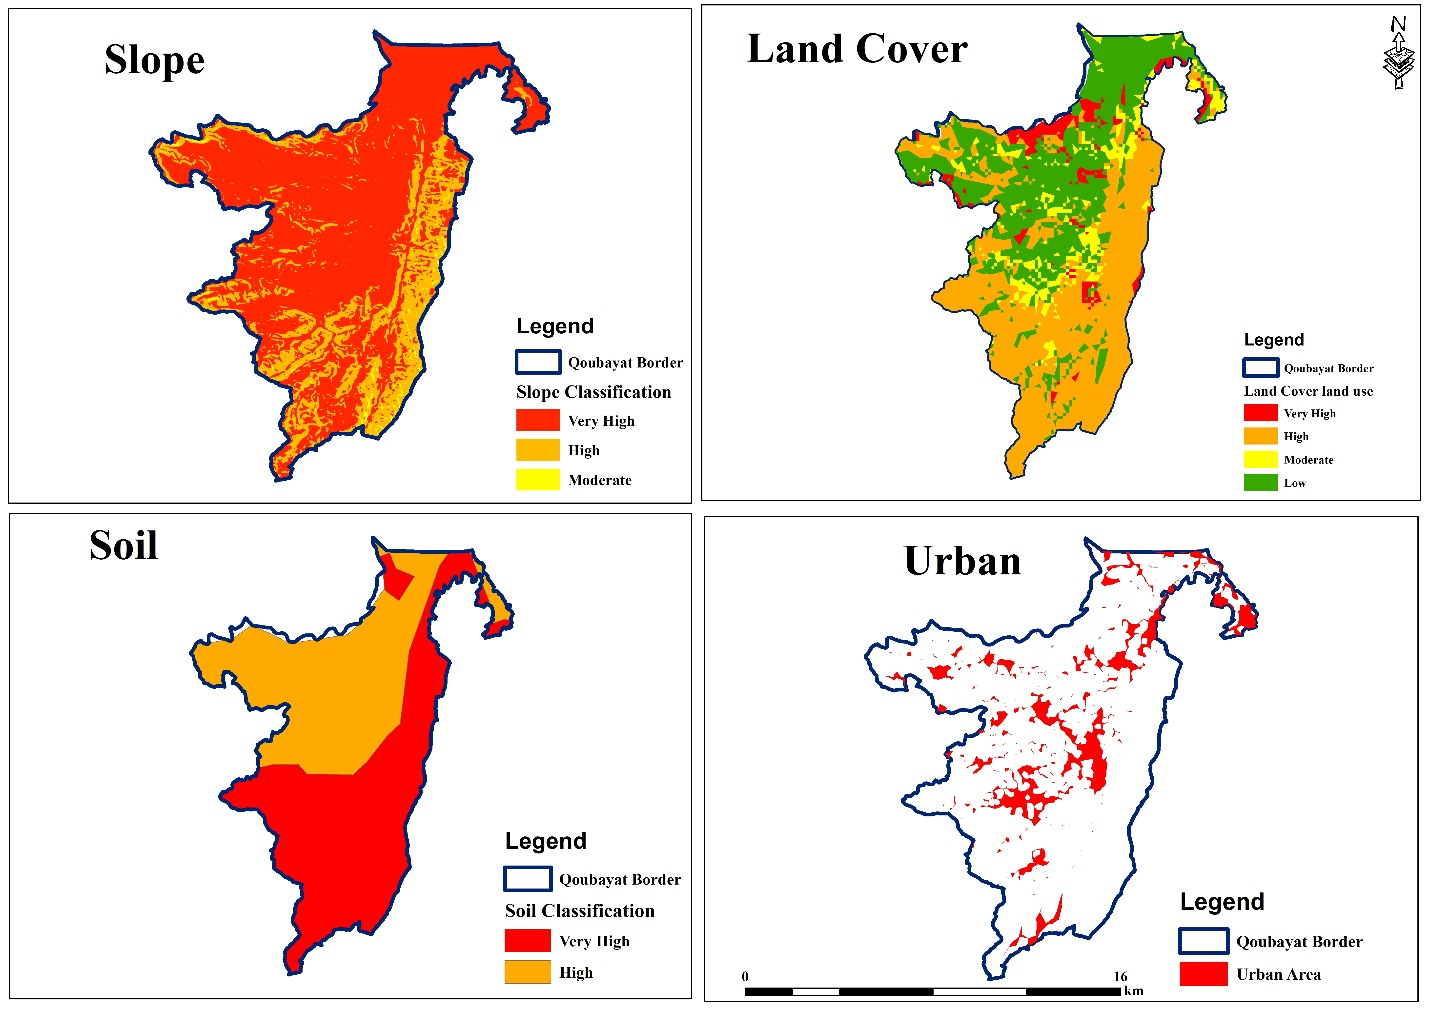 Slope
Legend
Qoubayat Border
Slope Classification
Very High
High
Moderate
Land Cover
N
Legend
Qoubayat Border
Land Cover land use
Very High
High
Moderate
Low
Soil
Legend
Qoubayat Border
Soil Classification
Very High
High
Urban
Legend
Qoubayat Border
Urban Area
0 16
km